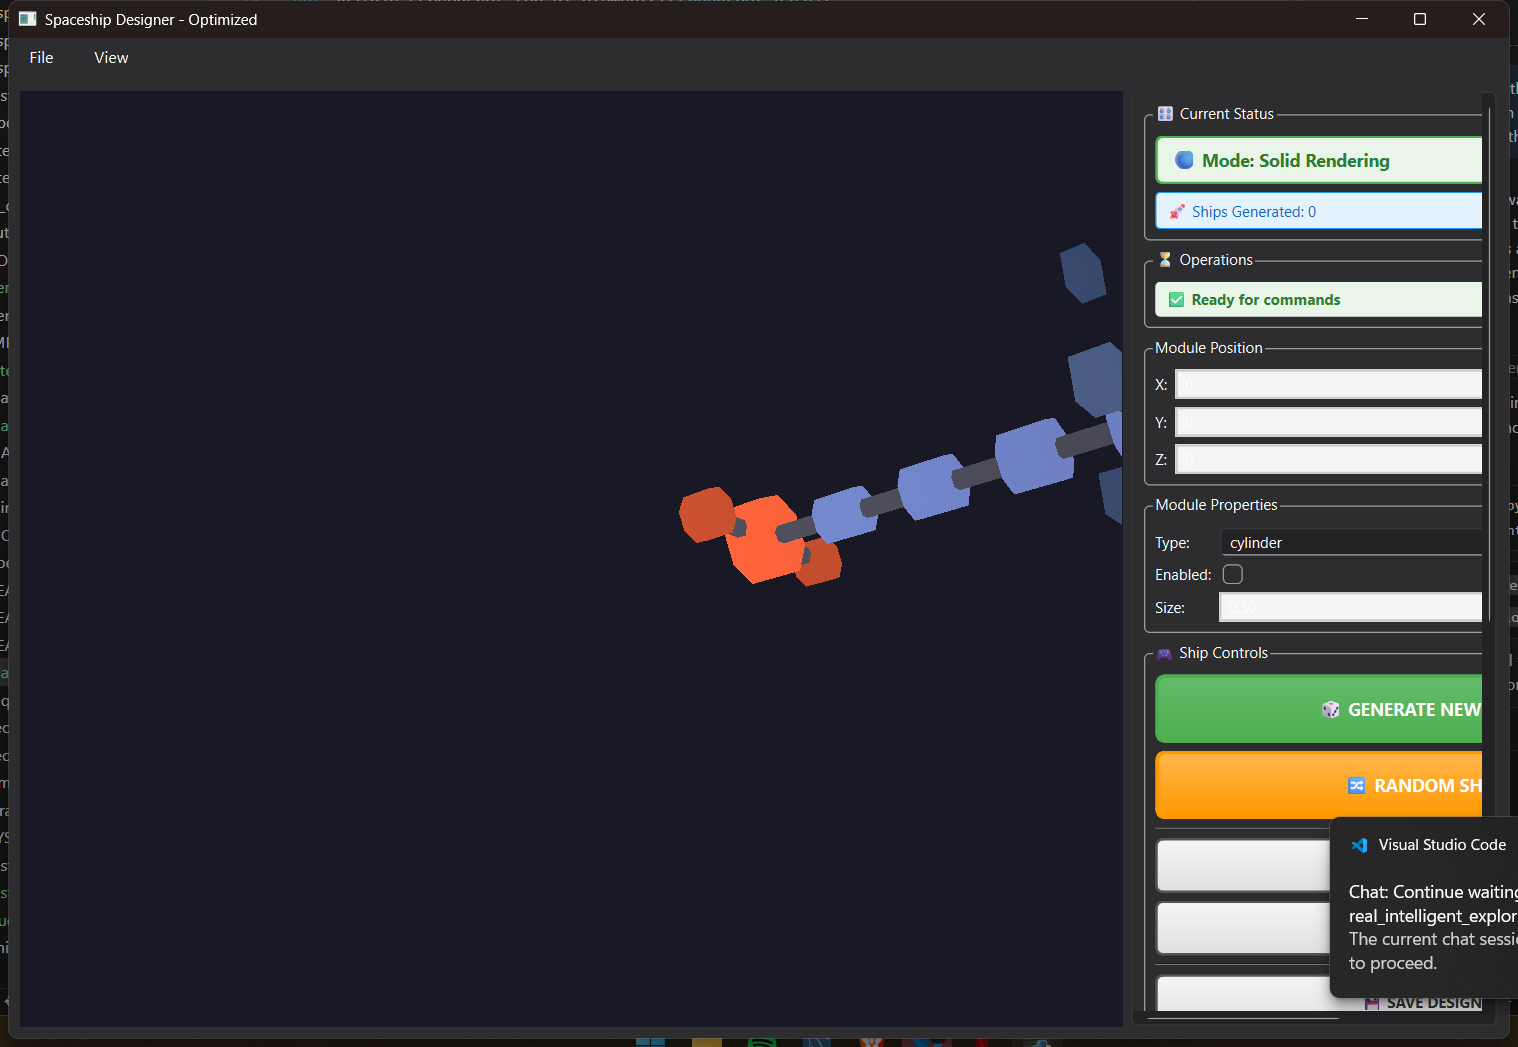 Spaceship Designer - Optimized
File View
Current Status
Mode: Solid Rendering
Ships Generated: 0
Operations
Ready for commands
Module Position
X: 0
Y: 0
Z: 0
Module Properties
Type: cylinder
Enabled:
Size: 0.50
Ship Controls
GENERATE NEW
RANDOM SH
Visual Studio Code
Chat: Continue waiting
real_intelligent_explor
The current chat sessi
to proceed.
SAVE DESIGN